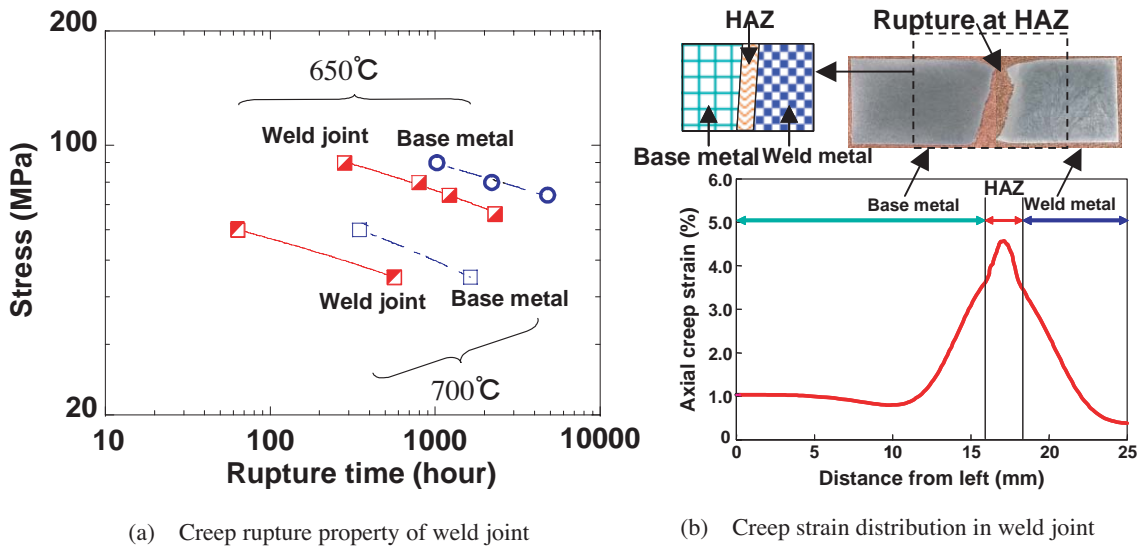 200
100
20
Stress (MPa)
650℃
Weld joint
Base metal
Weld joint
Base metal
700℃
10
100
1000
10000
Rupture time (hour)
(a) Creep rupture property of weld joint
HAZ
Rupture at HAZ
Base metal
Weld metal
6.0
5.0
4.0
3.0
2.0
1.0
0
Axial creep strain (%)
Base metal
HAZ
Weld metal
0
5
10
15
20
25
Distance from left (mm)
(b) Creep strain distribution in weld joint